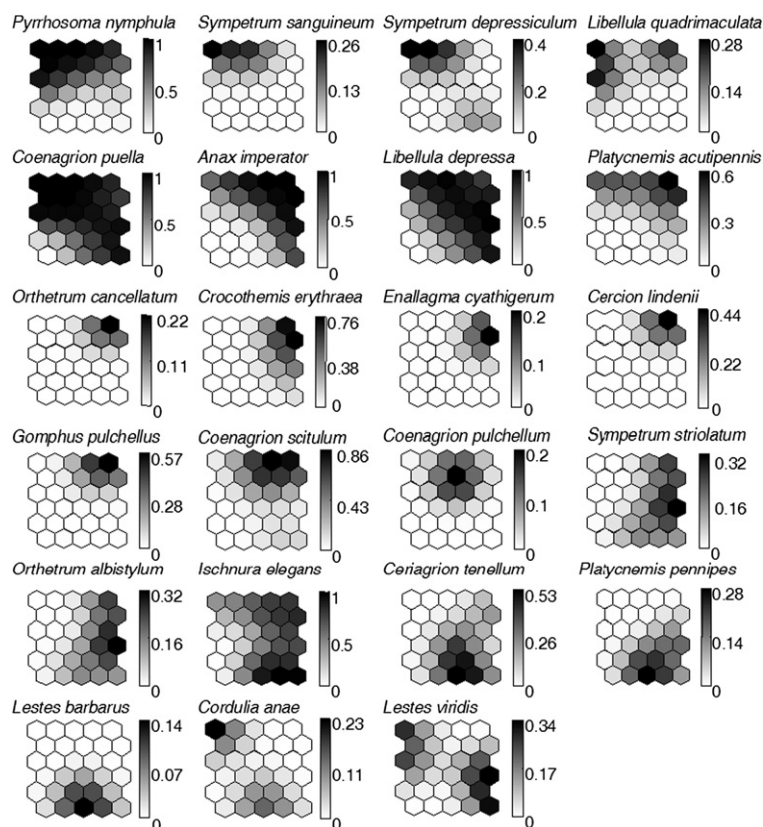 Pyrrhosoma nymphula Sympetrum sanguineum Sympetrum depressiculum Libellula quadrimaculata
1 0.26 0.4 0.28
0.5 0.13 0.2 0.14
0 0 0 0
Coenagrion puella Anax imperator Libellula depressa Platycnemis acutipennis
1 1 1 0.6
0.5 0.5 0.5 0.3
0 0 0 0
Orthetrum cancellatum Crocothemis erythraea Enallagma cyathigerum Cercion lindenii
0.22 0.76 0.2 0.44
0.11 0.38 0.1 0.22
0 0 0 0
Gomphus pulchellus Coenagrion scitulum Coenagrion pulchellum Sympetrum striolatum
0.57 0.86 0.2 0.32
0.28 0.43 0.1 0.16
0 0 0 0
Orthetrum albistylum Ischnura elegans Ceriagrion tenellum Platycnemis pennipes
0.32 1 0.53 0.28
0.16 0.5 0.26 0.14
0 0 0 0
Lestes barbarus Cordulia anae Lestes viridis
0.14 0.23 0.34
0.07 0.11 0.17
0 0 0